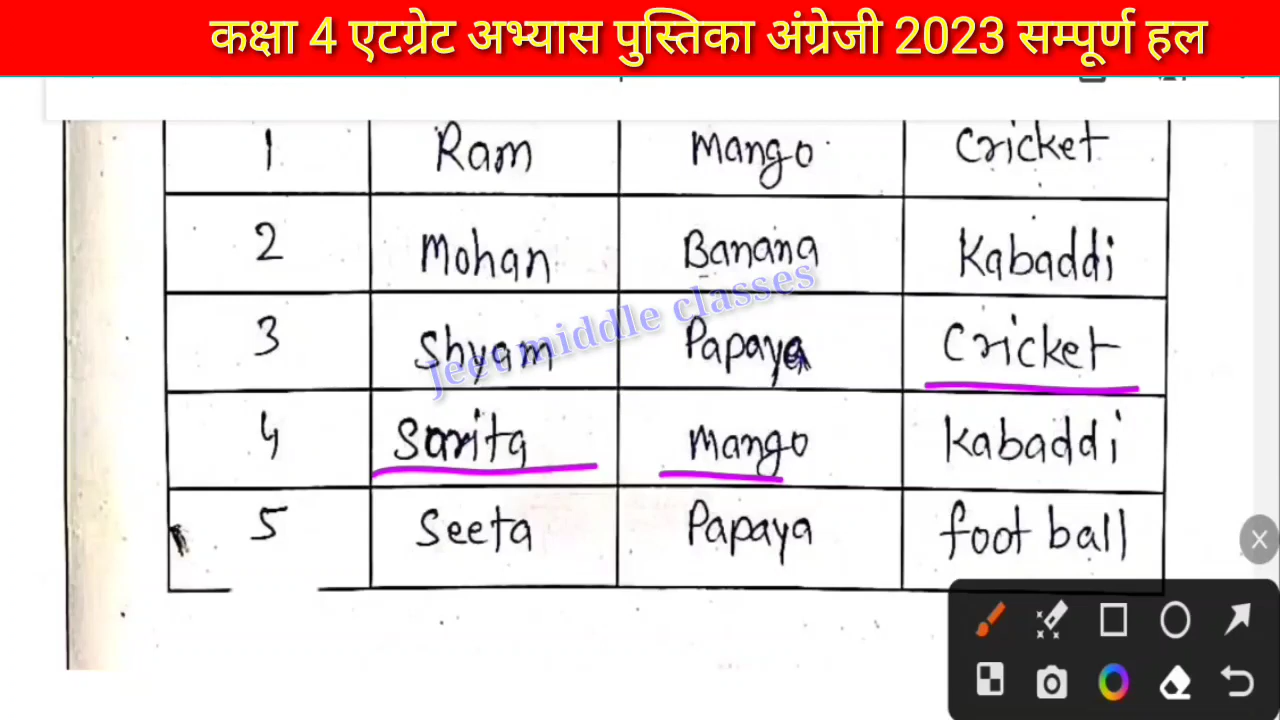 कक्षा 4 एटग्रेट अभ्यास पुस्तिका अंग्रेजी 2023 सम्पूर्ण हल
1 Ram Mango Cricket
2 Mohan Banana Kabaddi
3 Shyam Papaya Cricket
jeet middle classes
4 Sarita Mango Kabaddi
5 Seeta Papaya foot ball